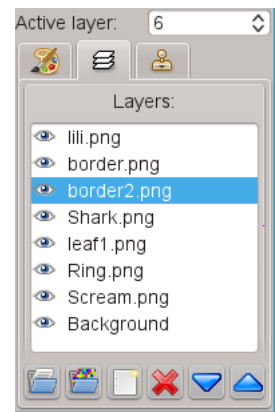 Active layer: 6
Layers:
lili.png
border.png
border2.png
Shark.png
leaf1.png
Ring.png
Scream.png
Background